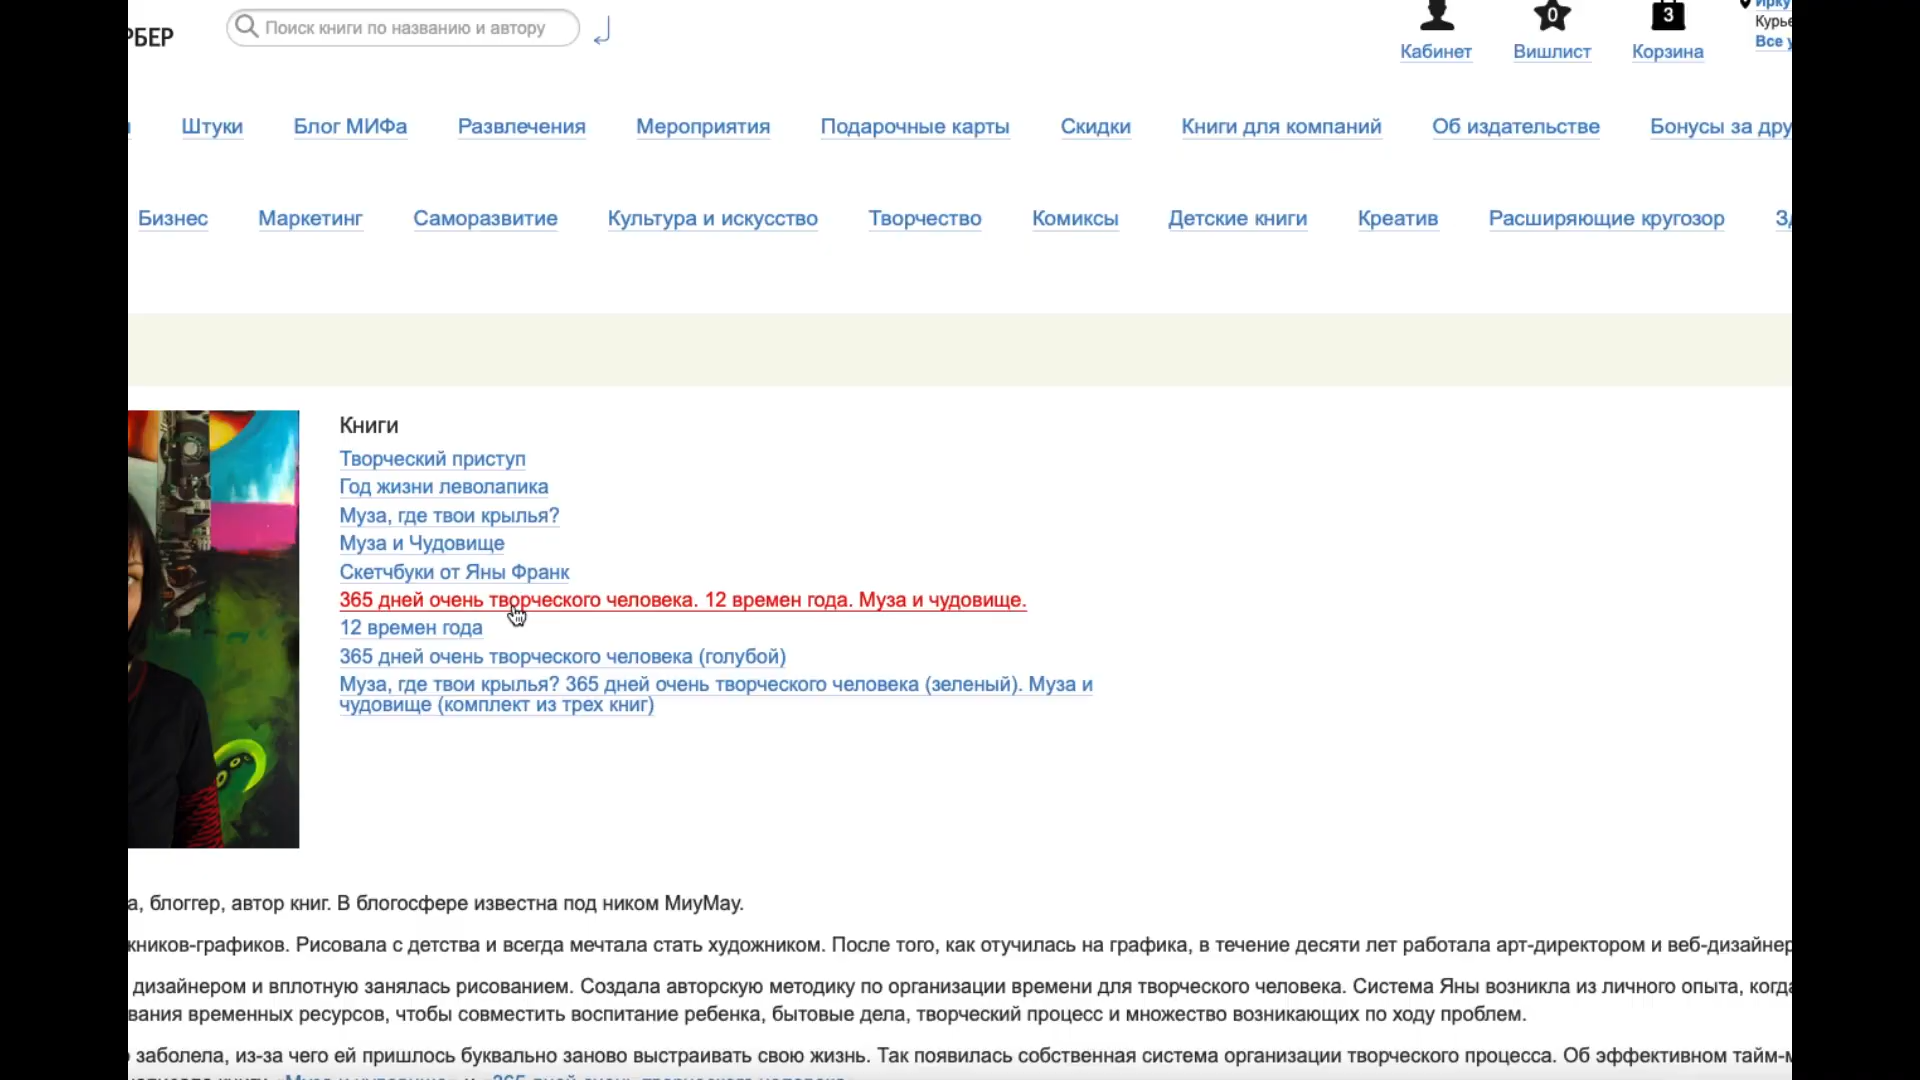 РБЕР
Поиск книги по названию и автору
0
3
Кабинет
Вишлист
Корзина
Все
Штуки
Блог МИФа
Развлечения
Мероприятия
Подарочные карты
Скидки
Книги для компаний
Об издательстве
Бонусы за дру
Бизнес
Маркетинг
Саморазвитие
Культура и искусство
Творчество
Комиксы
Детские книги
Креатив
Расширяющие кругозор
Книги
Творческий приступ
Год жизни леволапика
Муза, где твои крылья?
Муза и Чудовище
Скетчбуки от Яны Франк
365 дней очень творческого человека. 12 времен года. Муза и чудовище.
12 времен года
365 дней очень творческого человека (голубой)
Муза, где твои крылья? 365 дней очень творческого человека (зеленый). Муза и
чудовище (комплект из трех книг)
а, блоггер, автор книг. В блогосфере известна под ником МиуМау.
кников-графиков. Рисовала с детства и всегда мечтала стать художником. После того, как отучилась на графика, в течение десяти лет работала арт-директором и веб-дизайнер
дизайнером и вплотную занялась рисованием. Создала авторскую методику по организации времени для творческого человека. Система Яны возникла из личного опыта, когда
вания временных ресурсов, чтобы совместить воспитание ребенка, бытовые дела, творческий процесс и множество возникающих по ходу проблем.
заболела, из-за чего ей пришлось буквально заново выстраивать свою жизнь. Так появилась собственная система организации творческого процесса. Об эффективном тайм-м